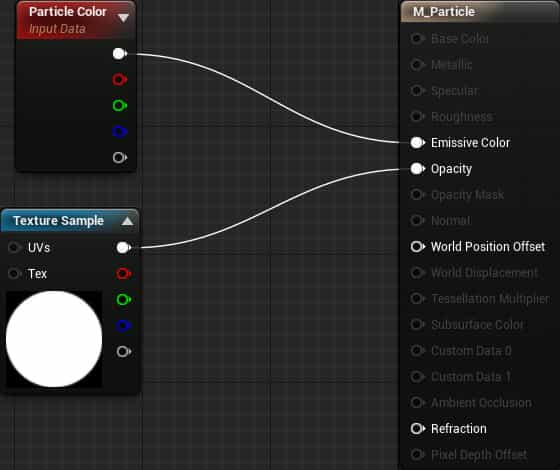 Particle Color
Input Data
Texture Sample
UVs
Tex
M_Particle
Base Color
Metallic
Specular
Roughness
Emissive Color
Opacity
Opacity Mask
Normal
World Position Offset
World Displacement
Tessellation Multiplier
Subsurface Color
Custom Data 0
Custom Data 1
Ambient Occlusion
Refraction
Pixel Depth Offset